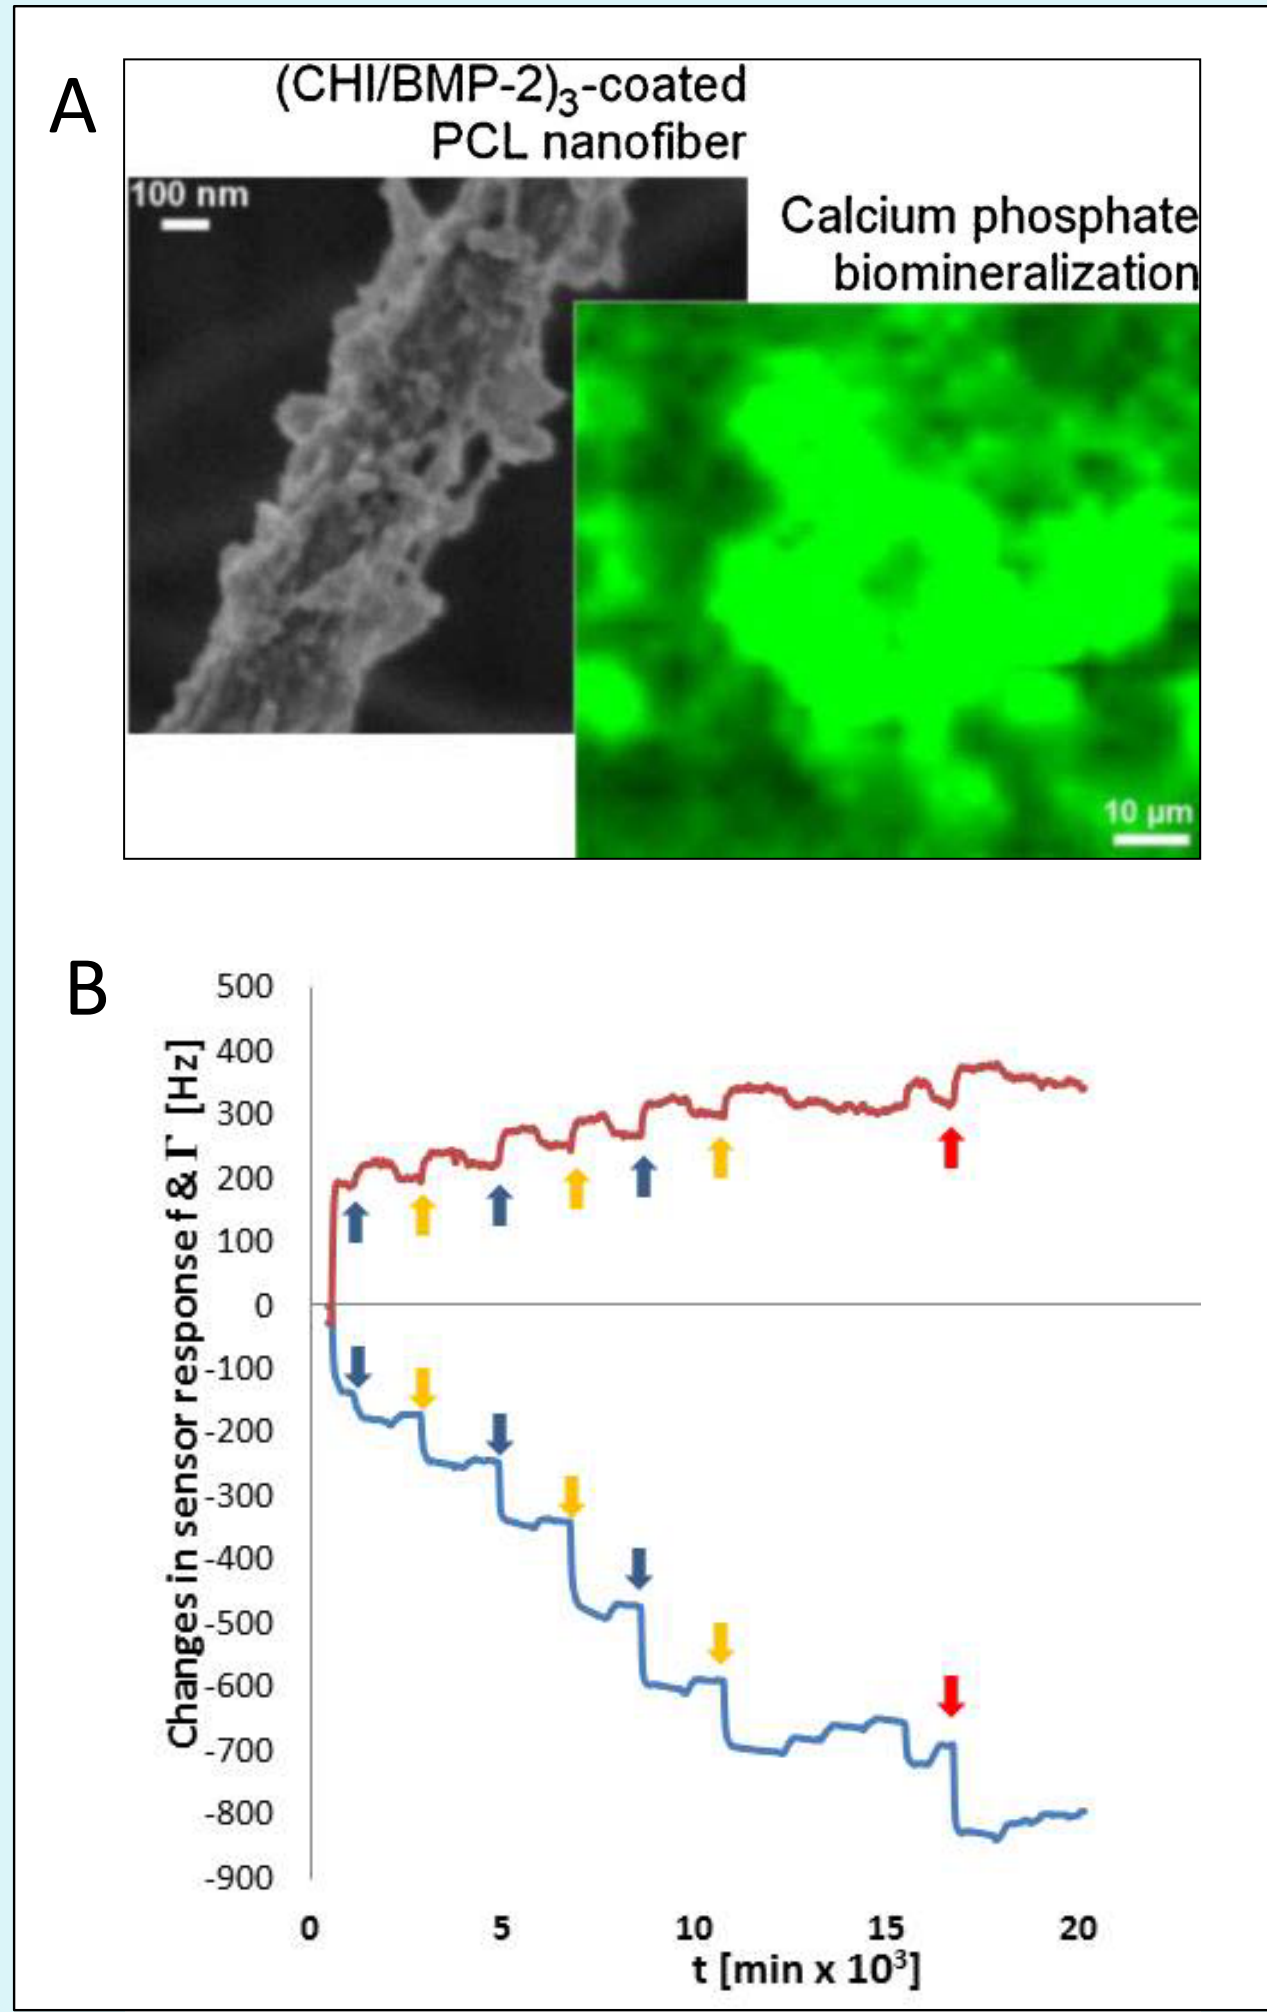 A
(CHI/BMP-2)₃-coated
PCL nanofiber
100 nm
Calcium phosphate
biomineralization
10 µm
B
Changes in sensor response f & Γ [Hz]
500
400
300
200
100
0
-100
-200
-300
-400
-500
-600
-700
-800
-900
0 5 10 15 20
t [min x 10³]